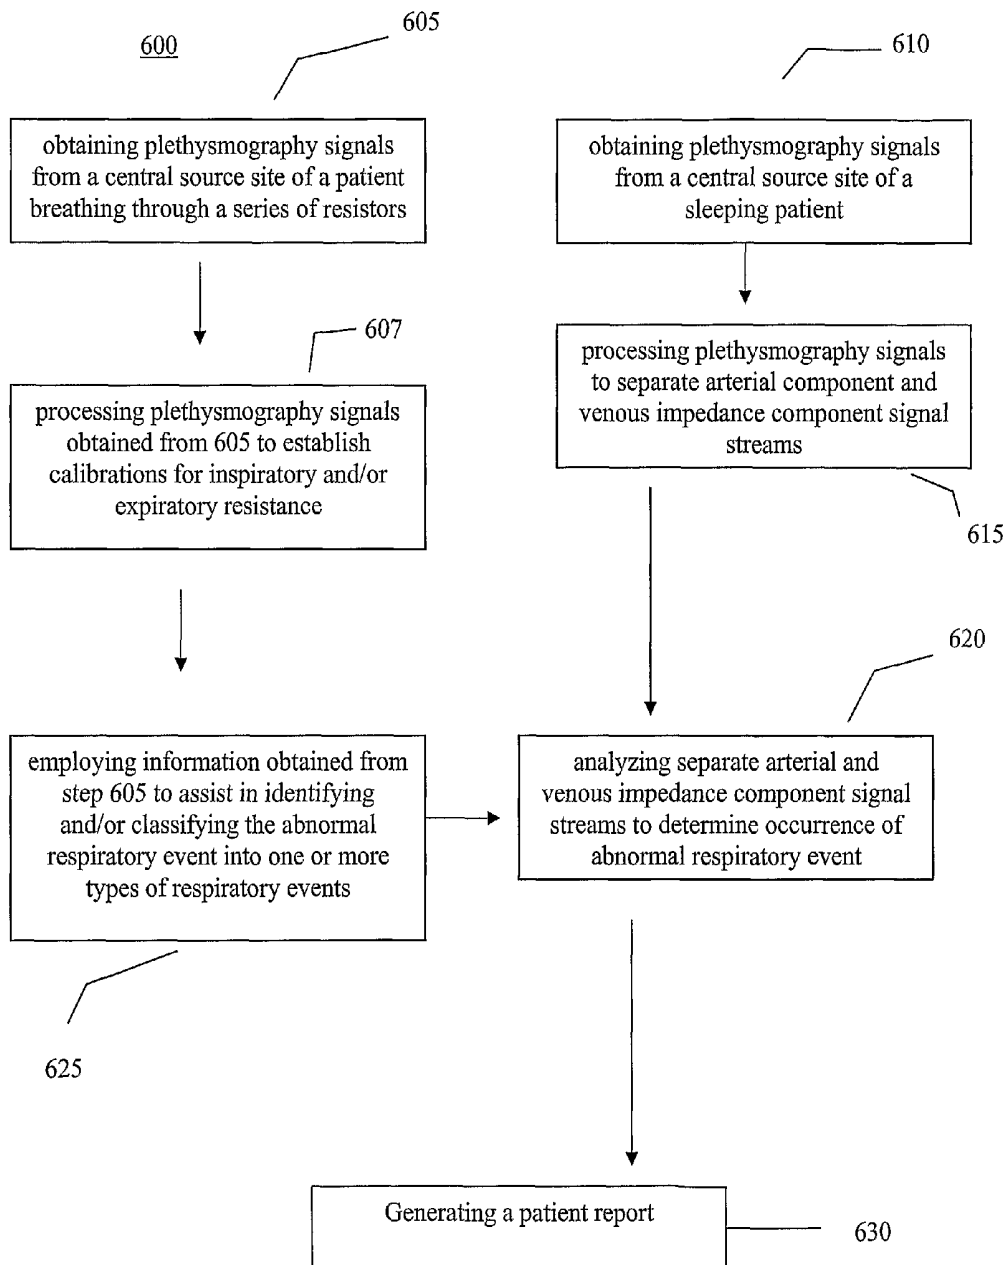 600
605
610
obtaining plethysmography signals
from a central source site of a patient
breathing through a series of resistors
obtaining plethysmography signals
from a central source site of a
sleeping patient
607
processing plethysmography signals
obtained from 605 to establish
calibrations for inspiratory and/or
expiratory resistance
processing plethysmography signals
to separate arterial component and
venous impedance component signal
streams
615
620
employing information obtained from
step 605 to assist in identifying
and/or classifying the abnormal
respiratory event into one or more
types of respiratory events
analyzing separate arterial and
venous impedance component signal
streams to determine occurrence of
abnormal respiratory event
625
Generating a patient report
630